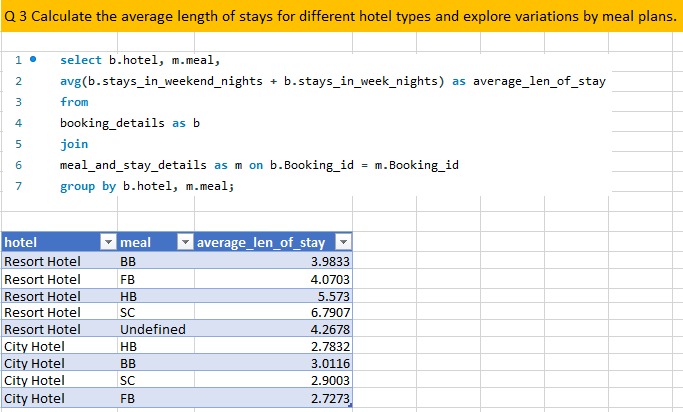 Q 3 Calculate the average length of stays for different hotel types and explore variations by meal plans.
1 select b.hotel, m.meal,
2 avg(b.stays_in_weekend_nights + b.stays_in_week_nights) as average_len_of_stay
3 from
4 booking_details as b
5 join
6 meal_and_stay_details as m on b.Booking_id = m.Booking_id
7 group by b.hotel, m.meal;
hotel meal average_len_of_stay
Resort Hotel BB 3.9833
Resort Hotel FB 4.0703
Resort Hotel HB 5.573
Resort Hotel SC 6.7907
Resort Hotel Undefined 4.2678
City Hotel HB 2.7832
City Hotel BB 3.0116
City Hotel SC 2.9003
City Hotel FB 2.7273